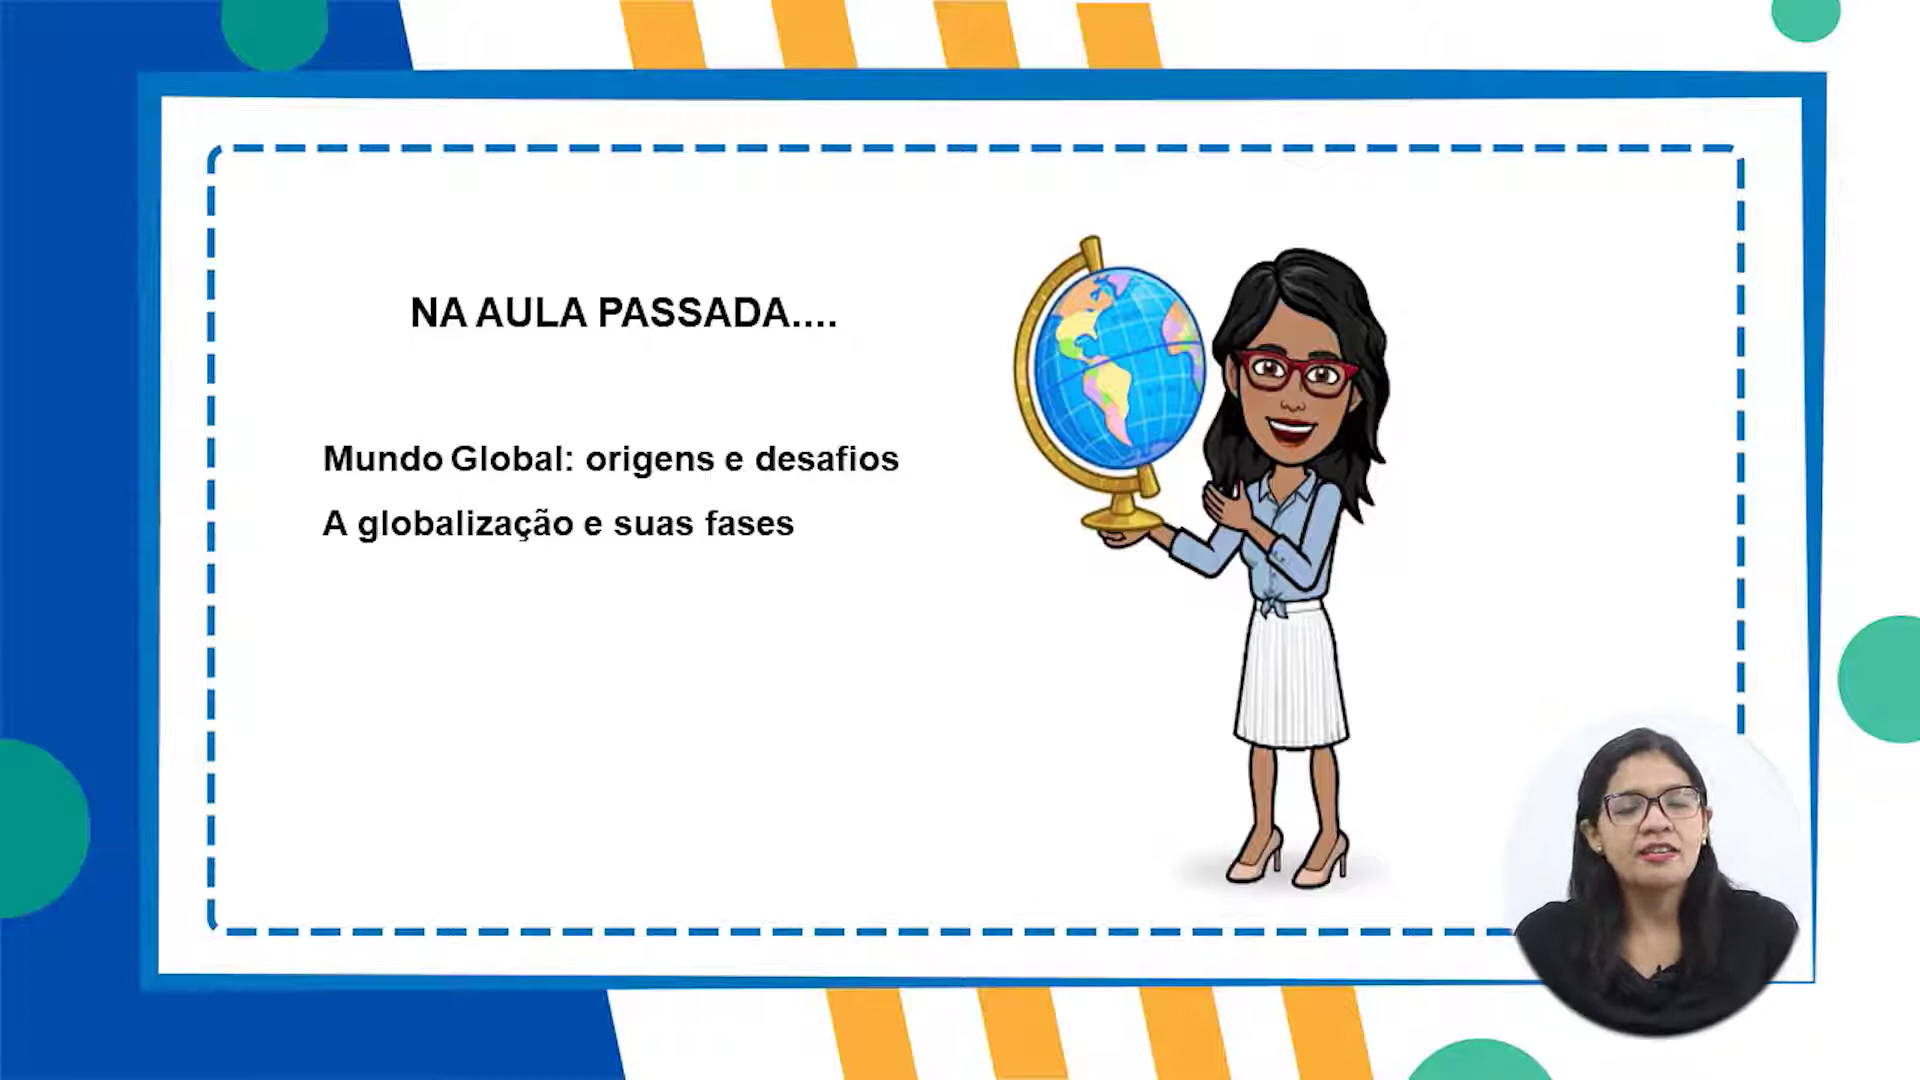 NA AULA PASSADA....
Mundo Global: origens e desafios
A globalização e suas fases